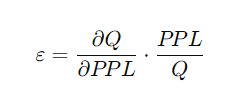 ε = ∂Q/∂PPL · PPL/Q